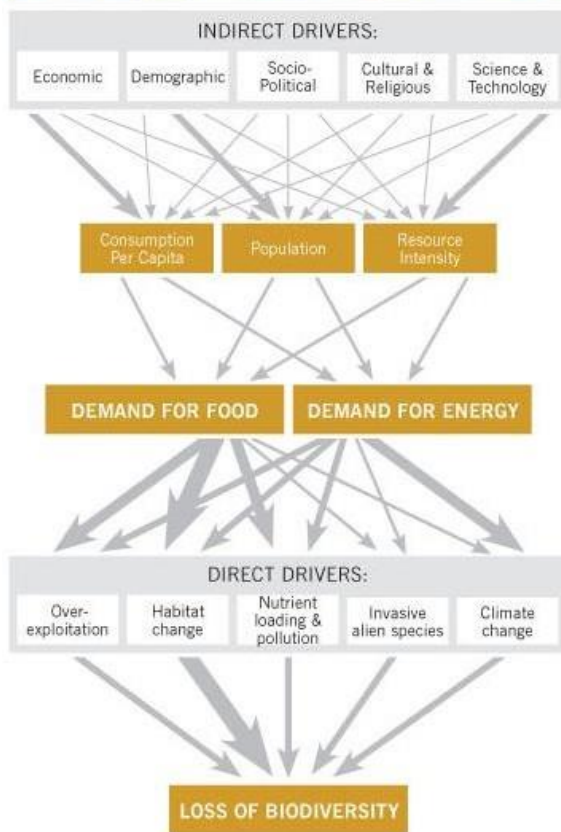 INDIRECT DRIVERS:
Economic
Demographic
Socio-
Political
Cultural &
Religious
Science &
Technology
Consumption
Per Capita
Population
Resource
Intensity
DEMAND FOR FOOD
DEMAND FOR ENERGY
DIRECT DRIVERS:
Over-
exploitation
Habitat
change
Nutrient
loading &
pollution
Invasive
alien species
Climate
change
LOSS OF BIODIVERSITY